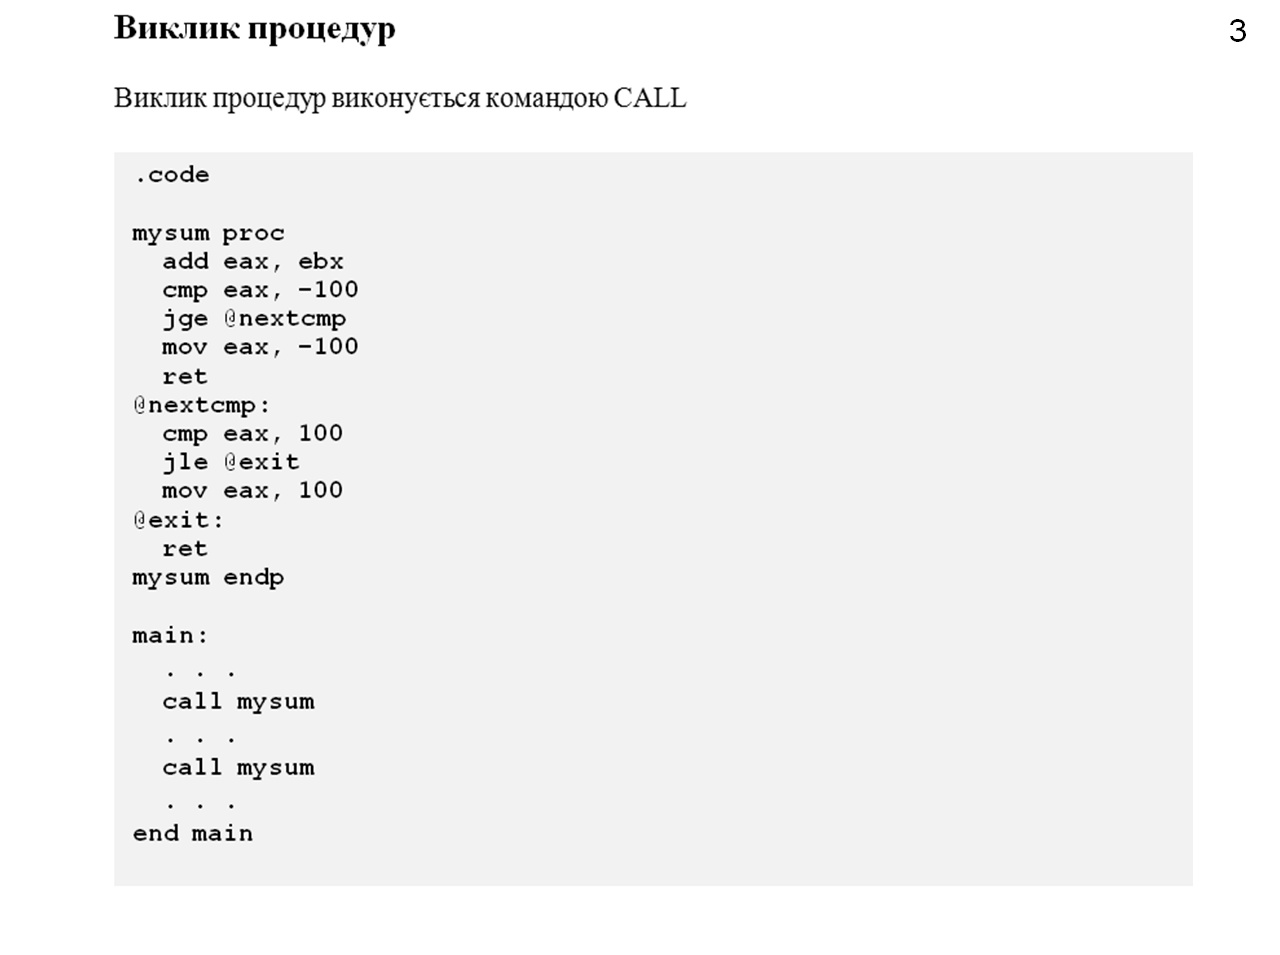 Виклик процедур
3
Виклик процедур виконується командою CALL
.code
mysum proc
add eax, ebx
cmp eax, -100
jge @nextcmp
mov eax, -100
ret
@nextcmp:
cmp eax, 100
jle @exit
mov eax, 100
@exit:
ret
mysum endp
main:
. . .
call mysum
. . .
call mysum
. . .
end main